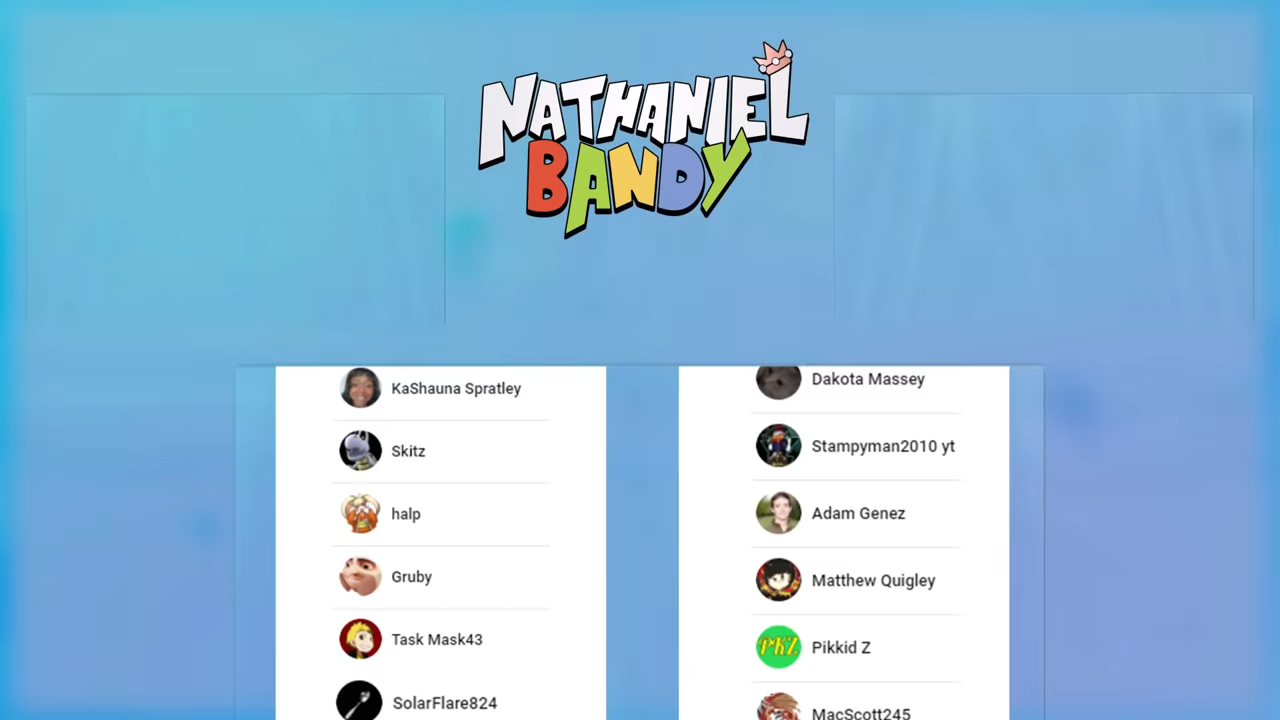 NATHANIEL
BANDY
KaShauna Spratley
Skitz
halp
Gruby
Task Mask43
SolarFlare824
Dakota Massey
Stampyman2010 yt
Adam Genez
Matthew Quigley
PKZ
Pikkid Z
MacScott245